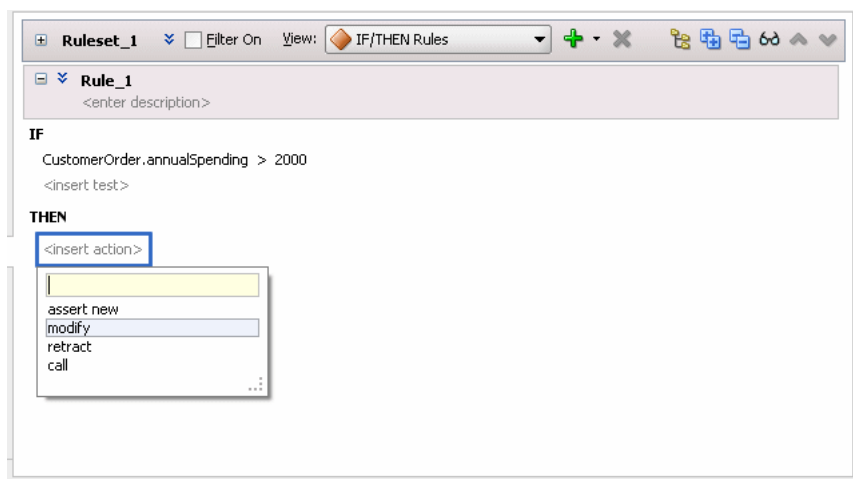 Ruleset_1 Filter On View: IF/THEN Rules
Rule_1
<enter description>
IF
CustomerOrder.annualSpending > 2000
<insert test>
THEN
<insert action>
assert new
modify
retract
call